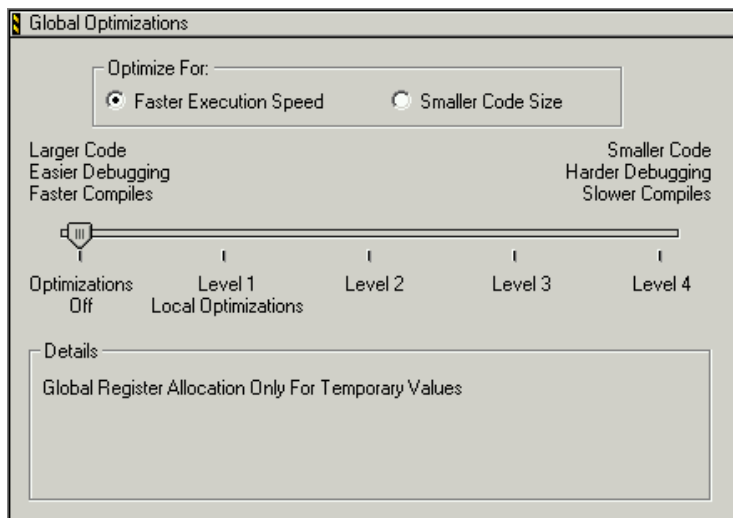 Global Optimizations
Optimize For:
Faster Execution Speed
Smaller Code Size
Larger Code
Easier Debugging
Faster Compiles
Smaller Code
Harder Debugging
Slower Compiles
Optimizations Off
Level 1
Local Optimizations
Level 2
Level 3
Level 4
Details
Global Register Allocation Only For Temporary Values